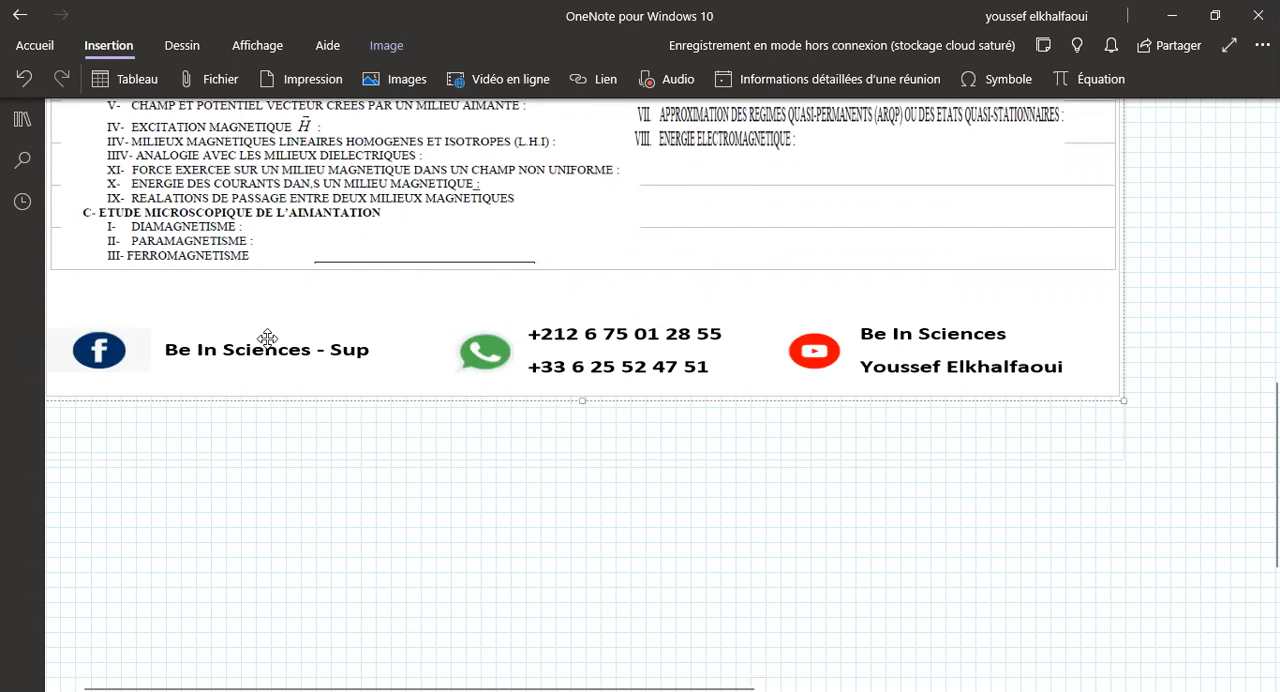 OneNote pour Windows 10
youssef elkhalfaoui
Accueil Insertion Dessin Affichage Aide Image
Enregistrement en mode hors connexion (stockage cloud saturé) Partager
Tableau Fichier Impression Images Vidéo en ligne Lien Audio Informations détaillées d'une réunion Symbole Équation
V- CHAMP ET POTENTIEL VECTEUR CREES PAR UN MILIEU AIMANTE :
IV- EXCITATION MAGNETIQUE H⃗ :
IIV- MILIEUX MAGNETIQUES LINEAIRES HOMOGENES ET ISOTROPES (L.H.I) :
IIIV- ANALOGIE AVEC LES MILIEUX DIELECTRIQUES :
XI- FORCE EXERCEE SUR UN MILIEU MAGNETIQUE DANS UN CHAMP NON UNIFORME :
X- ENERGIE DES COURANTS DAN,S UN MILIEU MAGNETIQUE :
IX- REALATIONS DE PASSAGE ENTRE DEUX MILIEUX MAGNETIQUES
C- ETUDE MICROSCOPIQUE DE L'AIMANTATION
I- DIAMAGNETISME :
II- PARAMAGNETISME :
III- FERROMAGNETISME
VII. APPROXIMATION DES REGIMES QUASI-PERMANENTS (ARQP) OU DES ETATS QUASI-STATIONNAIRES :
VIII. ENERGIE ELECTROMAGNETIQUE :
Be In Sciences - Sup
+212 6 75 01 28 55
+33 6 25 52 47 51
Be In Sciences
Youssef Elkhalfaoui